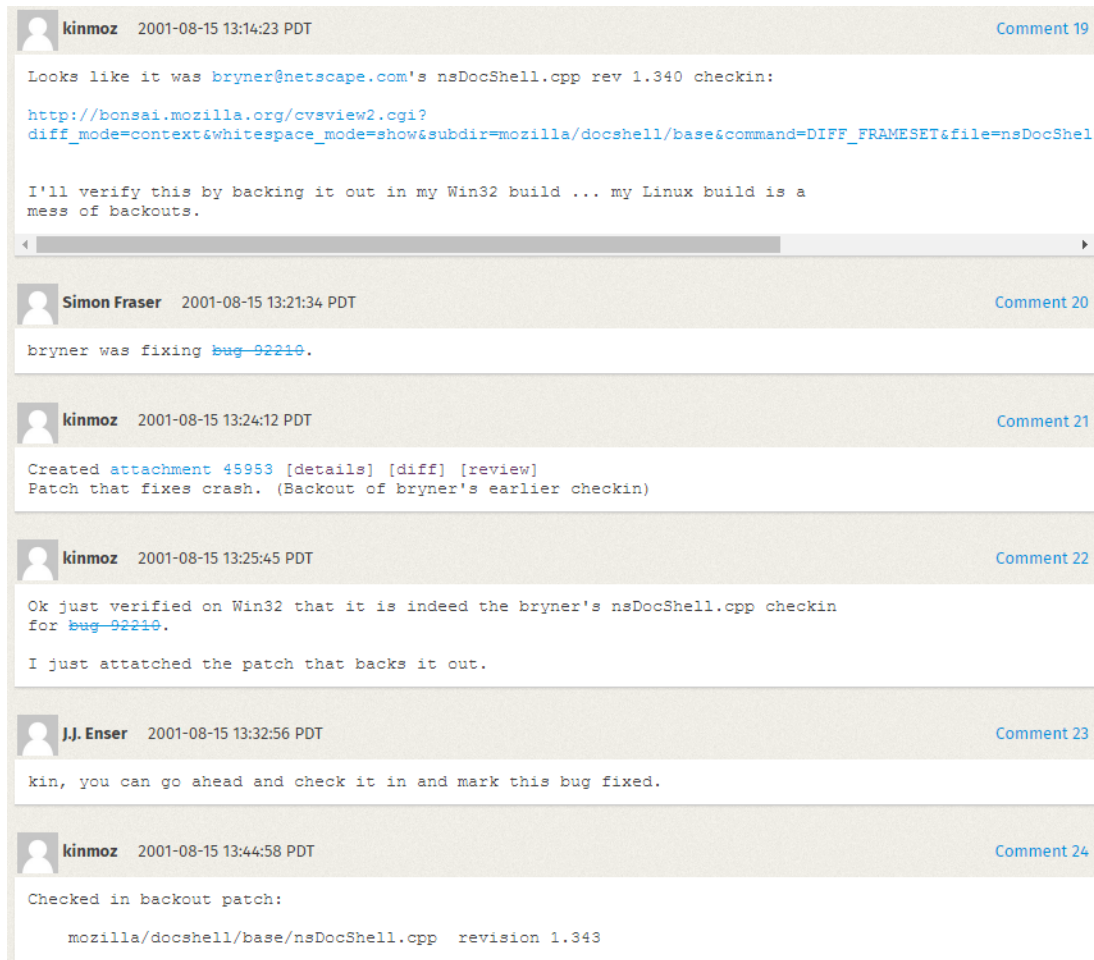 kinmoz 2001-08-15 13:14:23 PDT Comment 19
Looks like it was bryner@netscape.com's nsDocShell.cpp rev 1.340 checkin:
http://bonsai.mozilla.org/cvsview2.cgi?
diff_mode=context&whitespace_mode=show&subdir=mozilla/docshell/base&command=DIFF_FRAMESET&file=nsDocShel
I'll verify this by backing it out in my Win32 build ... my Linux build is a
mess of backouts.
Simon Fraser 2001-08-15 13:21:34 PDT Comment 20
bryner was fixing bug 92210.
kinmoz 2001-08-15 13:24:12 PDT Comment 21
Created attachment 45953 [details] [diff] [review]
Patch that fixes crash. (Backout of bryner's earlier checkin)
kinmoz 2001-08-15 13:25:45 PDT Comment 22
Ok just verified on Win32 that it is indeed the bryner's nsDocShell.cpp checkin
for bug 92210.
I just attatched the patch that backs it out.
J.J. Enser 2001-08-15 13:32:56 PDT Comment 23
kin, you can go ahead and check it in and mark this bug fixed.
kinmoz 2001-08-15 13:44:58 PDT Comment 24
Checked in backout patch:
mozilla/docshell/base/nsDocShell.cpp revision 1.343